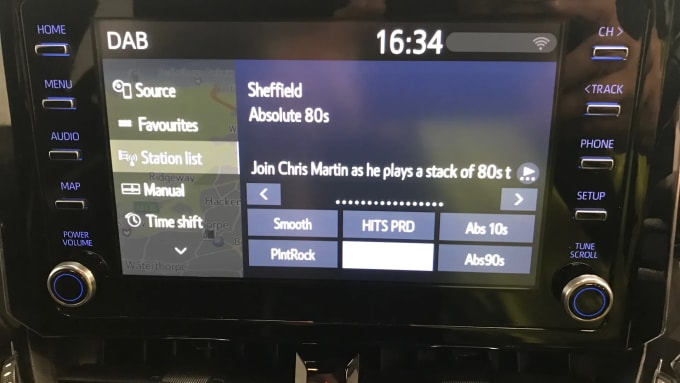 HOME
MENU
AUDIO
MAP
POWER
VOLUME
DAB
16:34
Source
Favourites
Station list
Manual
Time shift
Ridgeway
Waterthorpe
Sheffield
Absolute 80s
Join Chris Martin as he plays a stack of 80s t
<
>
Smooth
HITS PRD
Abs 10s
PlntRock
Abs90s
CH >
<TRACK
PHONE
SETUP
TUNE
SCROLL